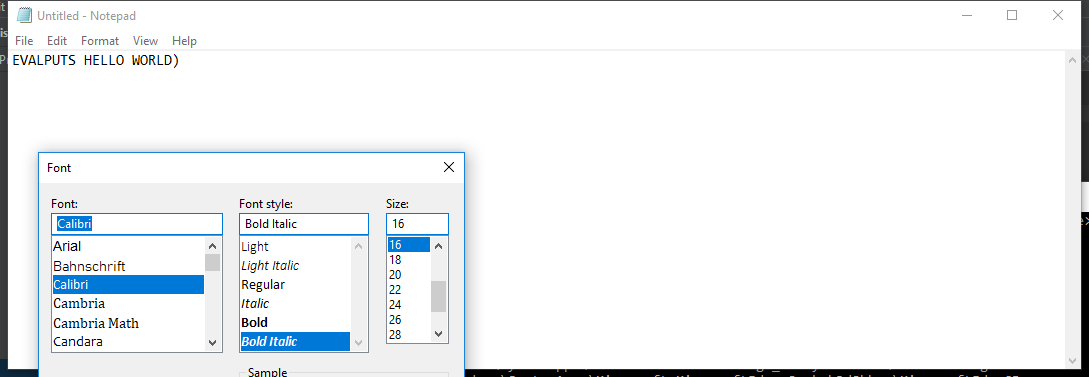 Untitled - Notepad
File Edit Format View Help
EVALPUTS HELLO WORLD)
Font
Font: Font style: Size:
Calibri Bold Italic 16
Arial Light 16
Bahnschrift Light Italic 18
Calibri Regular 20
Cambria Italic 22
Cambria Math Bold 24
Candara Bold Italic 26
28
Sample